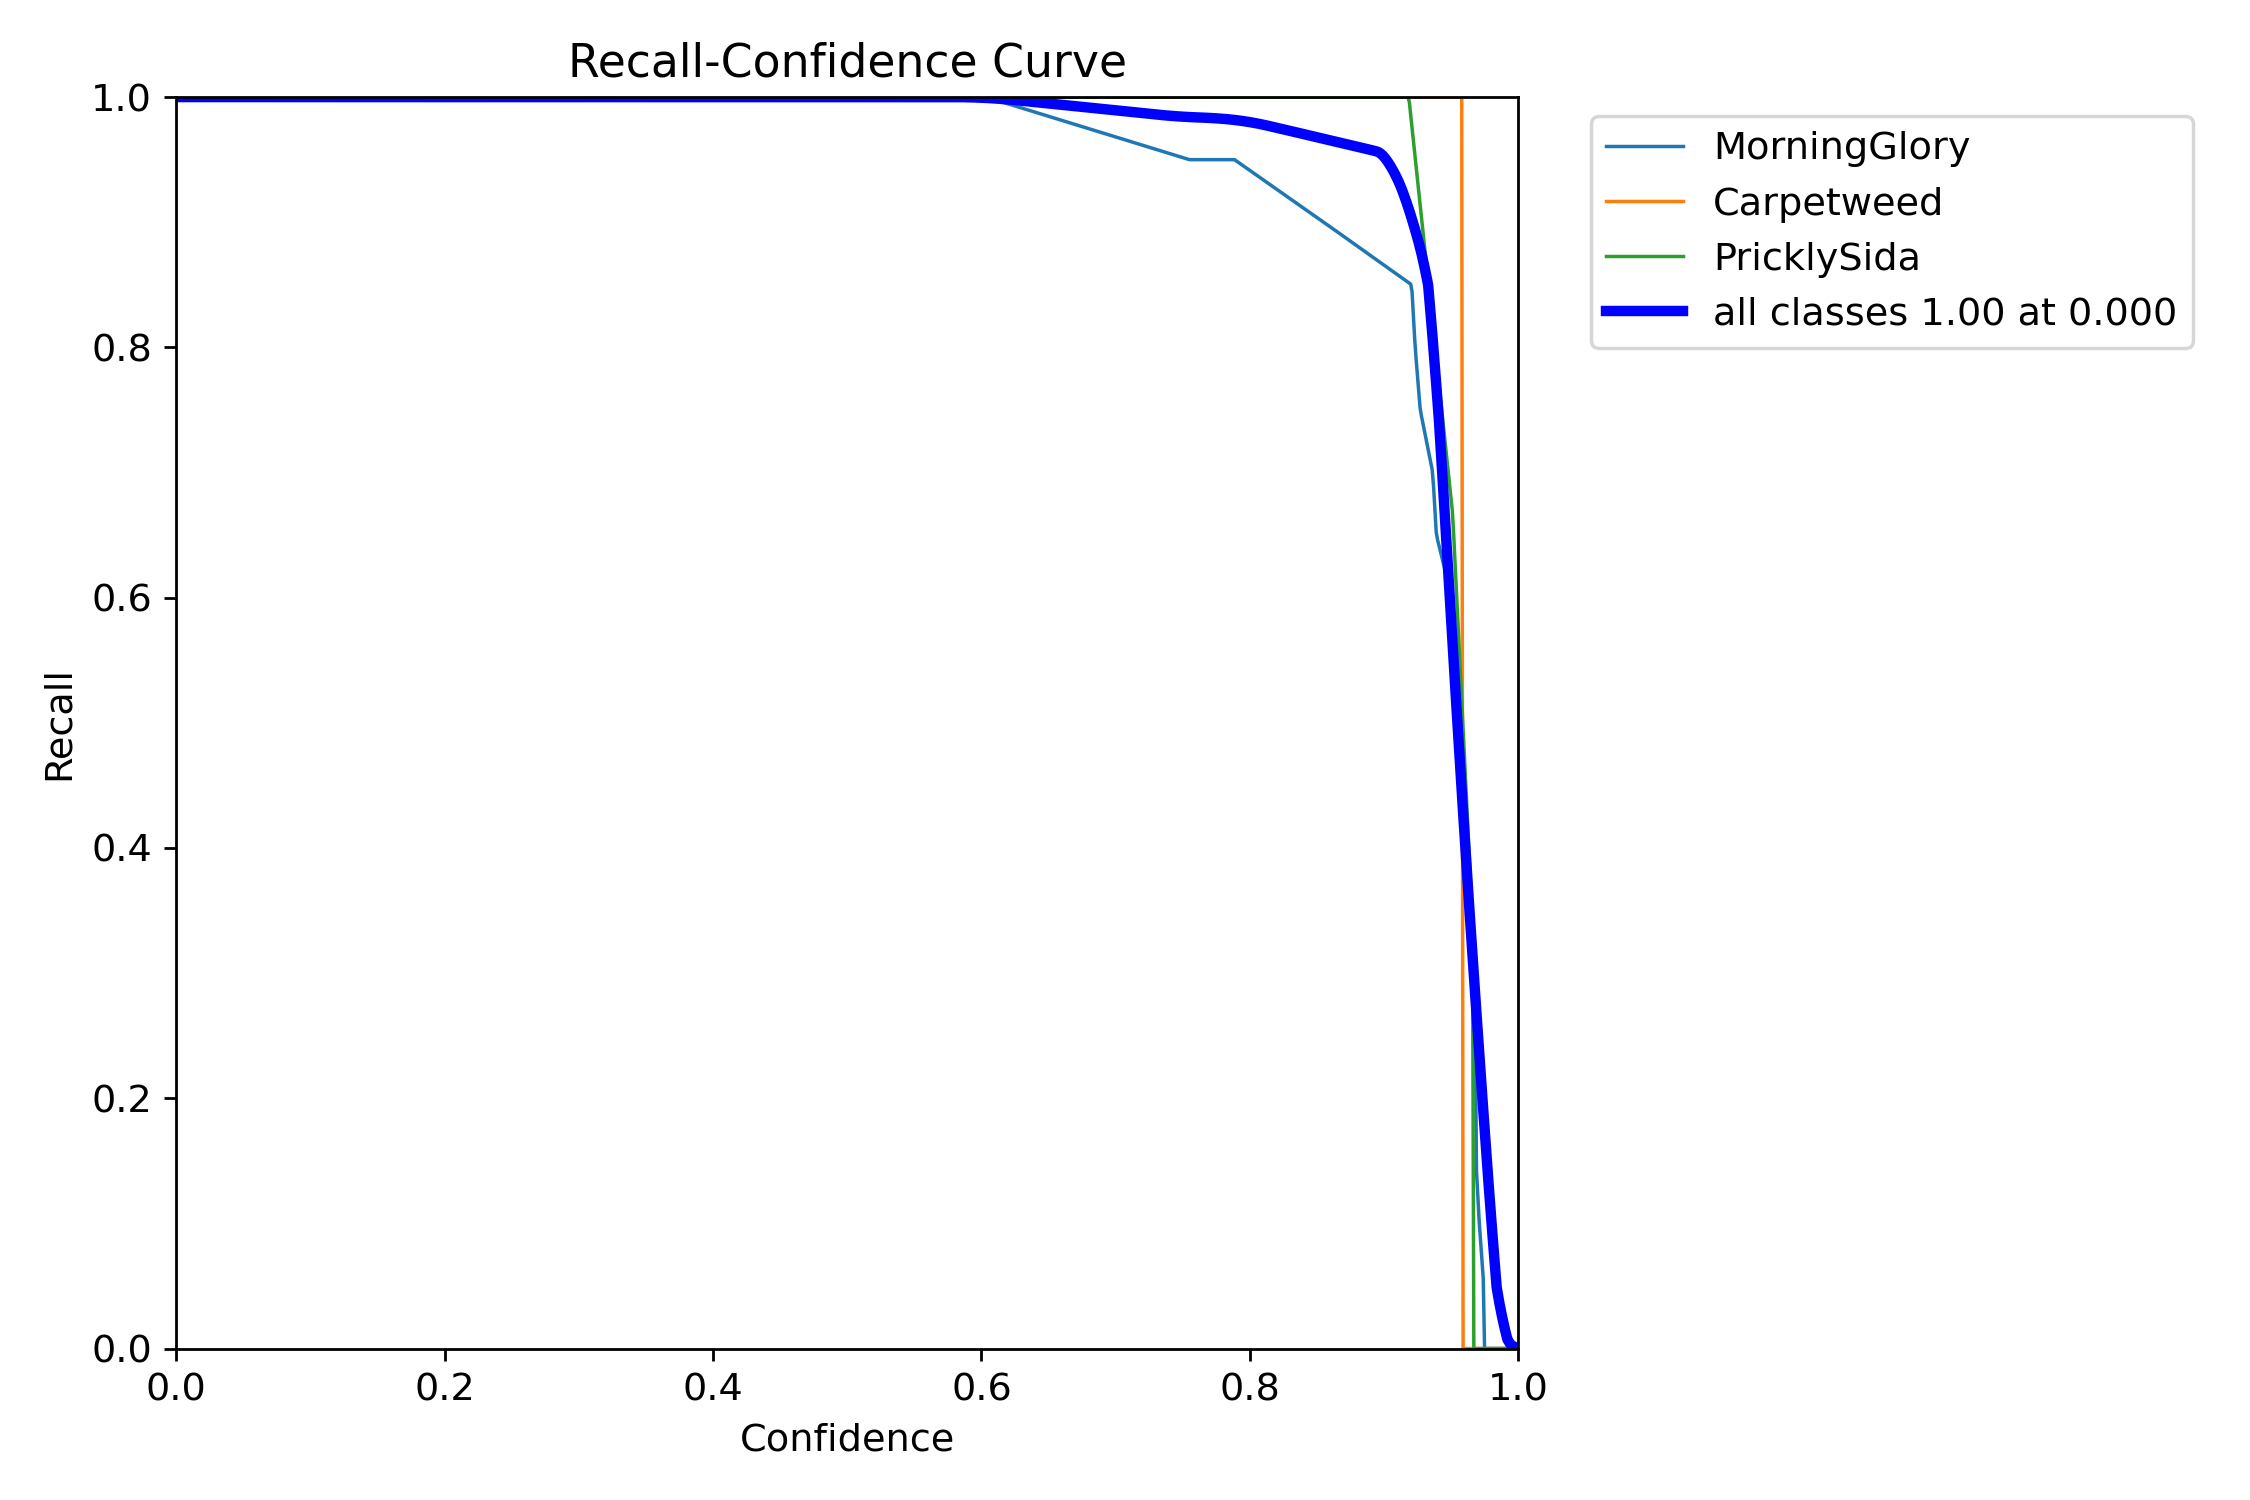 Recall-Confidence Curve
1.0
0.8
0.6
0.4
0.2
0.0
Recall
0.0 0.2 0.4 0.6 0.8 1.0
Confidence
MorningGlory
Carpetweed
PricklySida
all classes 1.00 at 0.000